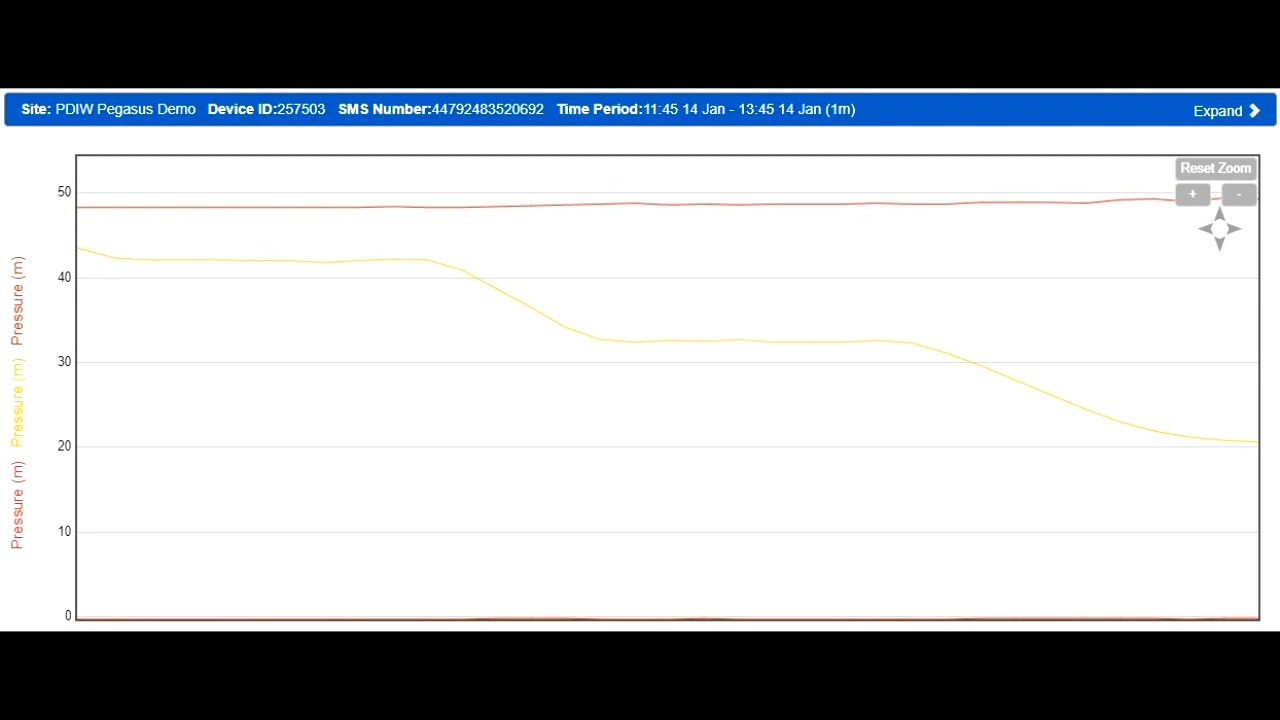 Site: PDIW Pegasus Demo Device ID:257503 SMS Number:44792483520692 Time Period:11:45 14 Jan - 13:45 14 Jan (1m)
Expand
Reset Zoom
+ -
50
40
30
20
10
0
Pressure (m)
Pressure (m)
Pressure (m)